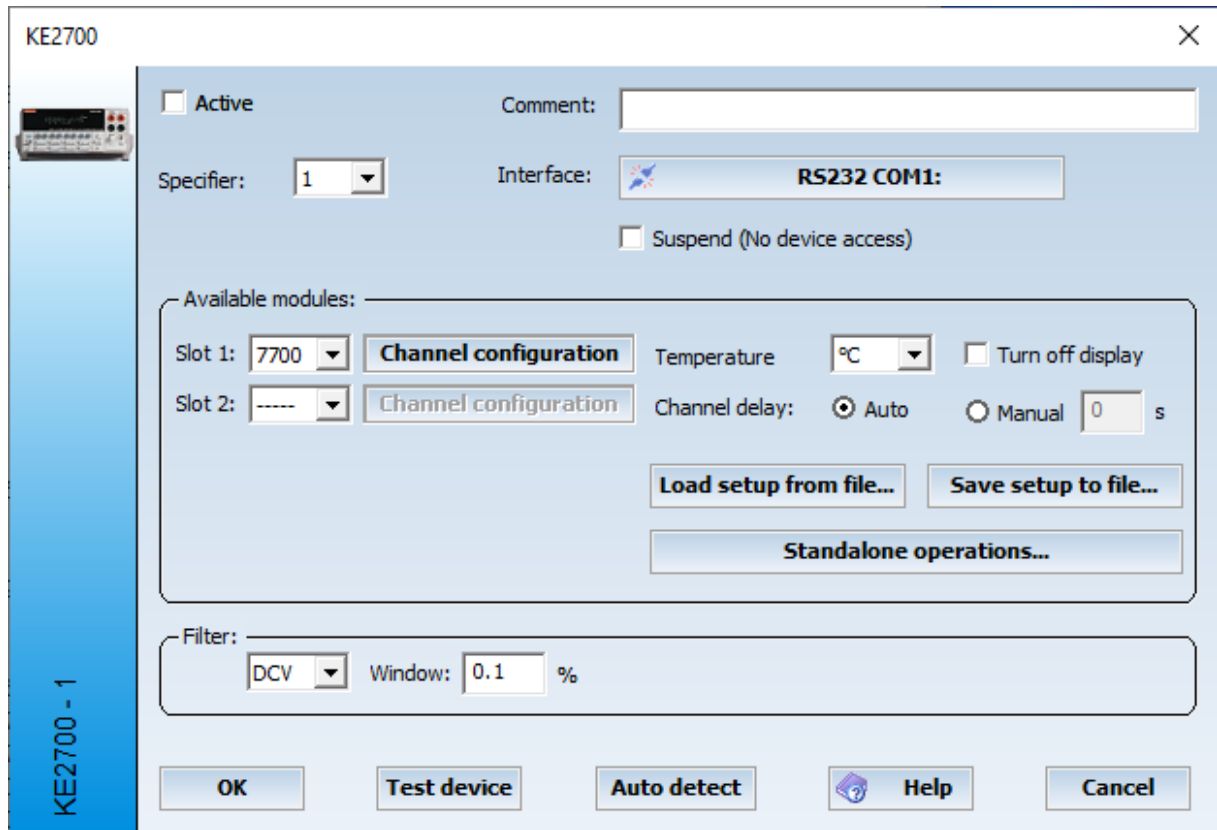 KE2700
Active
Comment:
Specifier:
1
Interface:
RS232 COM1:
Suspend (No device access)
Available modules:
Slot 1:
7700
Channel configuration
Temperature
°C
Turn off display
Slot 2:
-----
Channel configuration
Channel delay:
Auto
Manual
0
s
Load setup from file...
Save setup to file...
Standalone operations...
Filter:
DCV
Window:
0.1
%
KE2700 - 1
OK
Test device
Auto detect
Help
Cancel